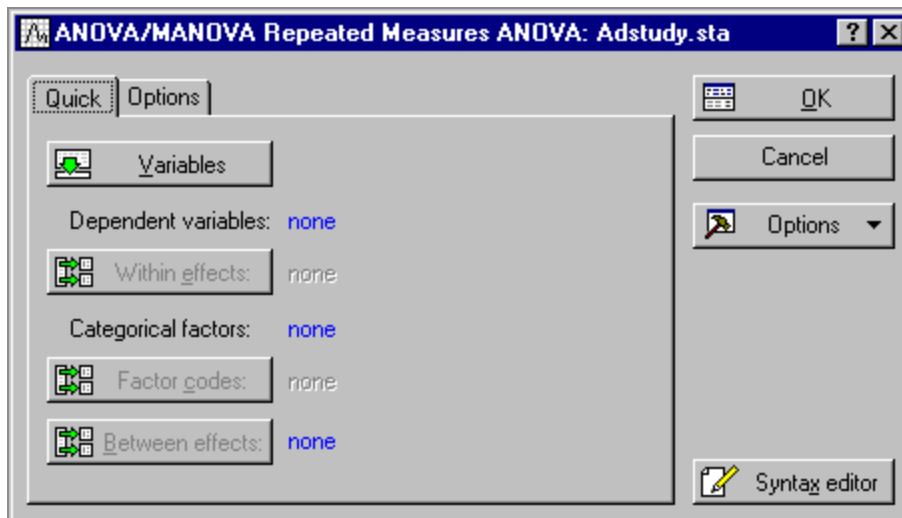 ANOVA/MANOVA Repeated Measures ANOVA: Adstudy.sta
Quick
Options
Variables
Dependent variables: none
Within effects: none
Categorical factors: none
Factor codes: none
Between effects: none
OK
Cancel
Options
Syntax editor